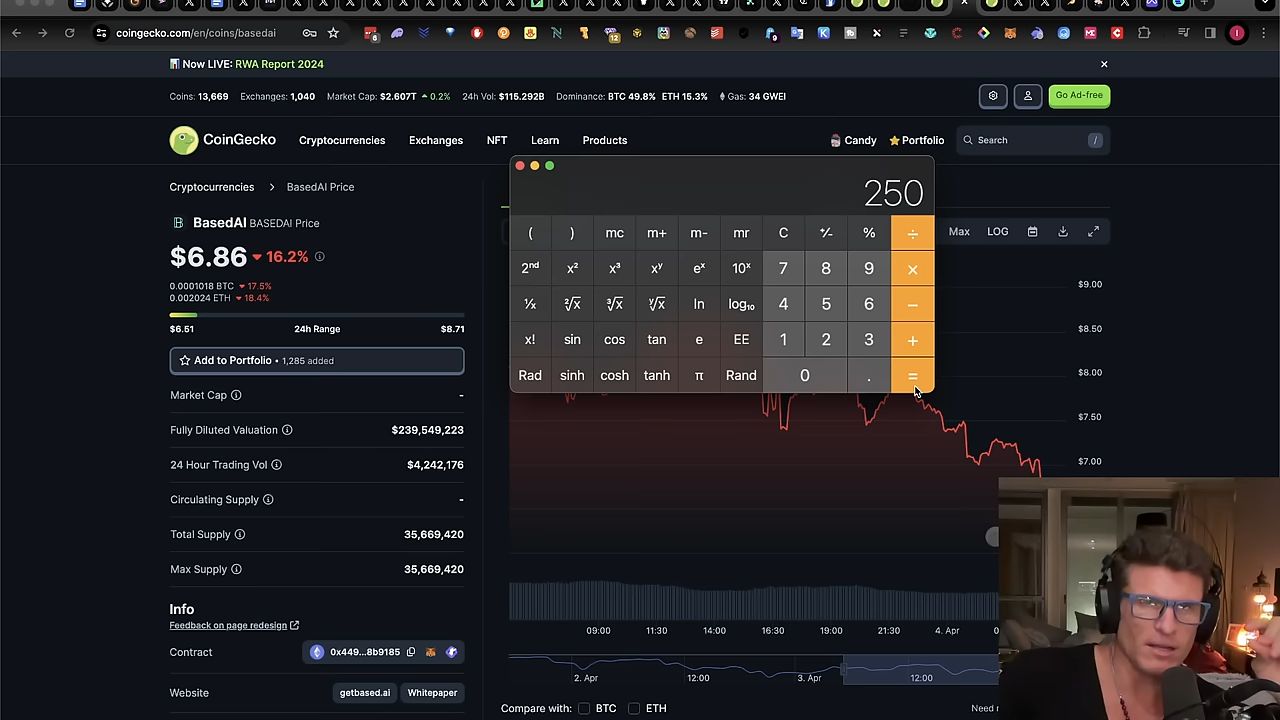 coingecko.com/en/coins/basedai
Now LIVE: RWA Report 2024
Coins: 13,669 Exchanges: 1,040 Market Cap: $2.607T 0.2% 24h Vol: $115.292B Dominance: BTC 49.8% ETH 15.3% Gas: 34 GWEI
Go Ad-free
CoinGecko Cryptocurrencies Exchanges NFT Learn Products Candy Portfolio Search /
Cryptocurrencies > BasedAI Price
BasedAI BASEDAI Price
$6.86 16.2%
0.0001018 BTC 17.5%
0.002024 ETH 18.4%
$6.51 24h Range $8.71
Add to Portfolio • 1,285 added
Market Cap -
Fully Diluted Valuation $239,549,223
24 Hour Trading Vol $4,242,176
Circulating Supply -
Total Supply 35,669,420
Max Supply 35,669,420
Info
Feedback on page redesign
Contract 0x449...8b9185
Website getbased.ai Whitepaper
250
( ) mc m+ m- mr C +/- % ÷
2nd x² x³ xʸ eˣ 10ˣ 7 8 9 ×
1/x ²√x ³√x ʸ√x ln log₁₀ 4 5 6 −
x! sin cos tan e EE 1 2 3 +
Rad sinh cosh tanh π Rand 0 . =
Max LOG
$9.00
$8.50
$8.00
$7.50
$7.00
09:00 11:30 14:00 16:30 19:00 21:30 4. Apr
2. Apr 12:00 3. Apr 12:00
Compare with: BTC ETH Need